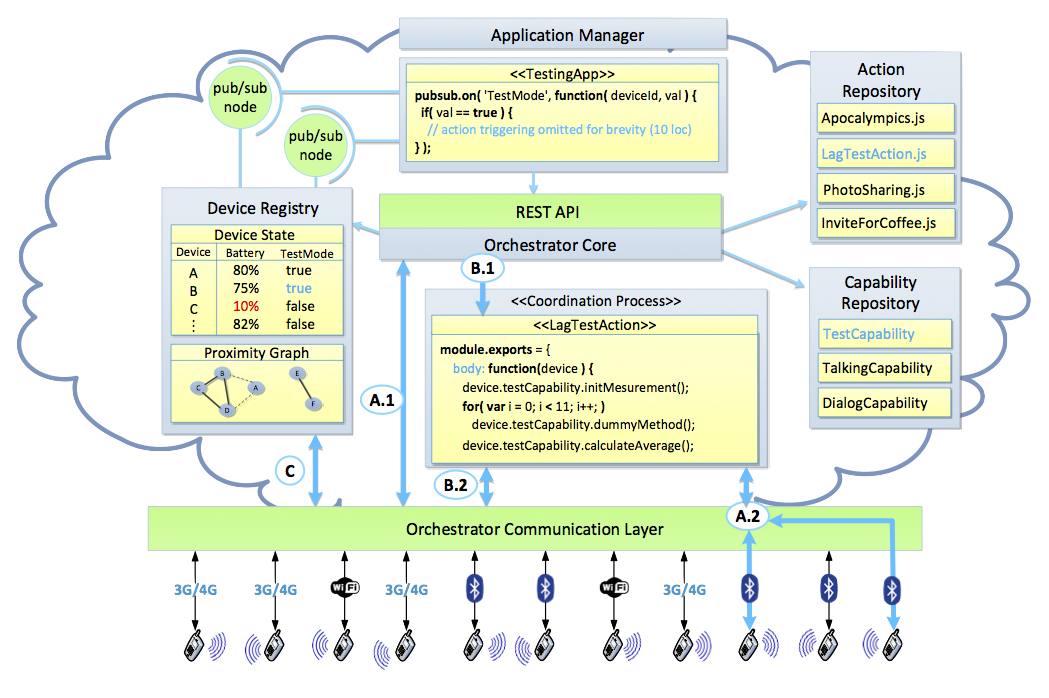 Application Manager
pub/sub
node
pub/sub
node
<<TestingApp>>
pubsub.on( 'TestMode', function( deviceId, val ) {
if( val == true ) {
// action triggering omitted for brevity (10 loc)
} );
Action
Repository
Apocalympics.js
LagTestAction.js
PhotoSharing.js
InviteForCoffee.js
Device Registry
Device State
Device Battery TestMode
A 80% true
B 75% true
C 10% false
⋮ 82% false
Proximity Graph
B
C
A
D
E
F
REST API
Orchestrator Core
B.1
<<Coordination Process>>
<<LagTestAction>>
module.exports = {
body: function(device ) {
device.testCapability.initMesurement();
for( var i = 0; i < 11; i++; )
device.testCapability.dummyMethod();
device.testCapability.calculateAverage();
Capability
Repository
TestCapability
TalkingCapability
DialogCapability
A.1
C
B.2
A.2
Orchestrator Communication Layer
3G/4G 3G/4G WiFi 3G/4G WiFi 3G/4G